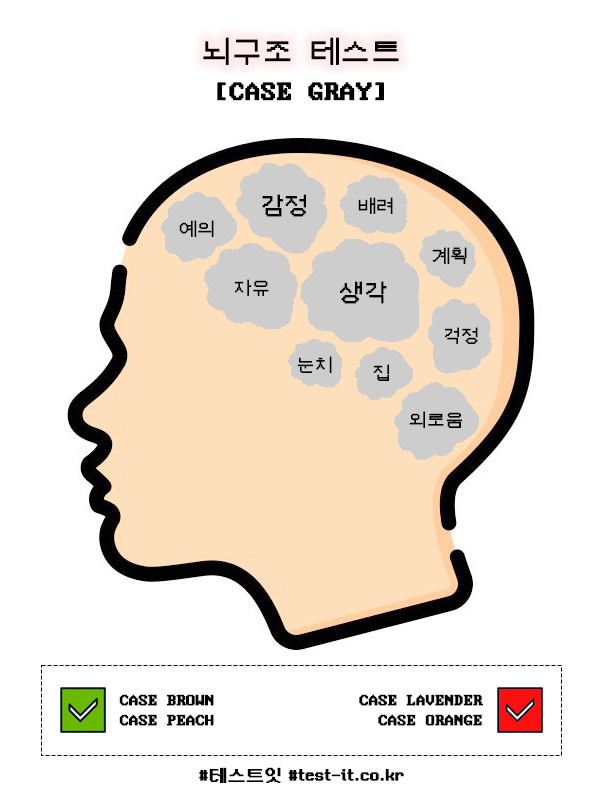 뇌구조 테스트
[CASE GRAY]
감정
배려
예의
계획
자유
생각
걱정
눈치
집
외로움
CASE BROWN
CASE PEACH
CASE LAVENDER
CASE ORANGE
#테스트잇 #test-it.co.kr